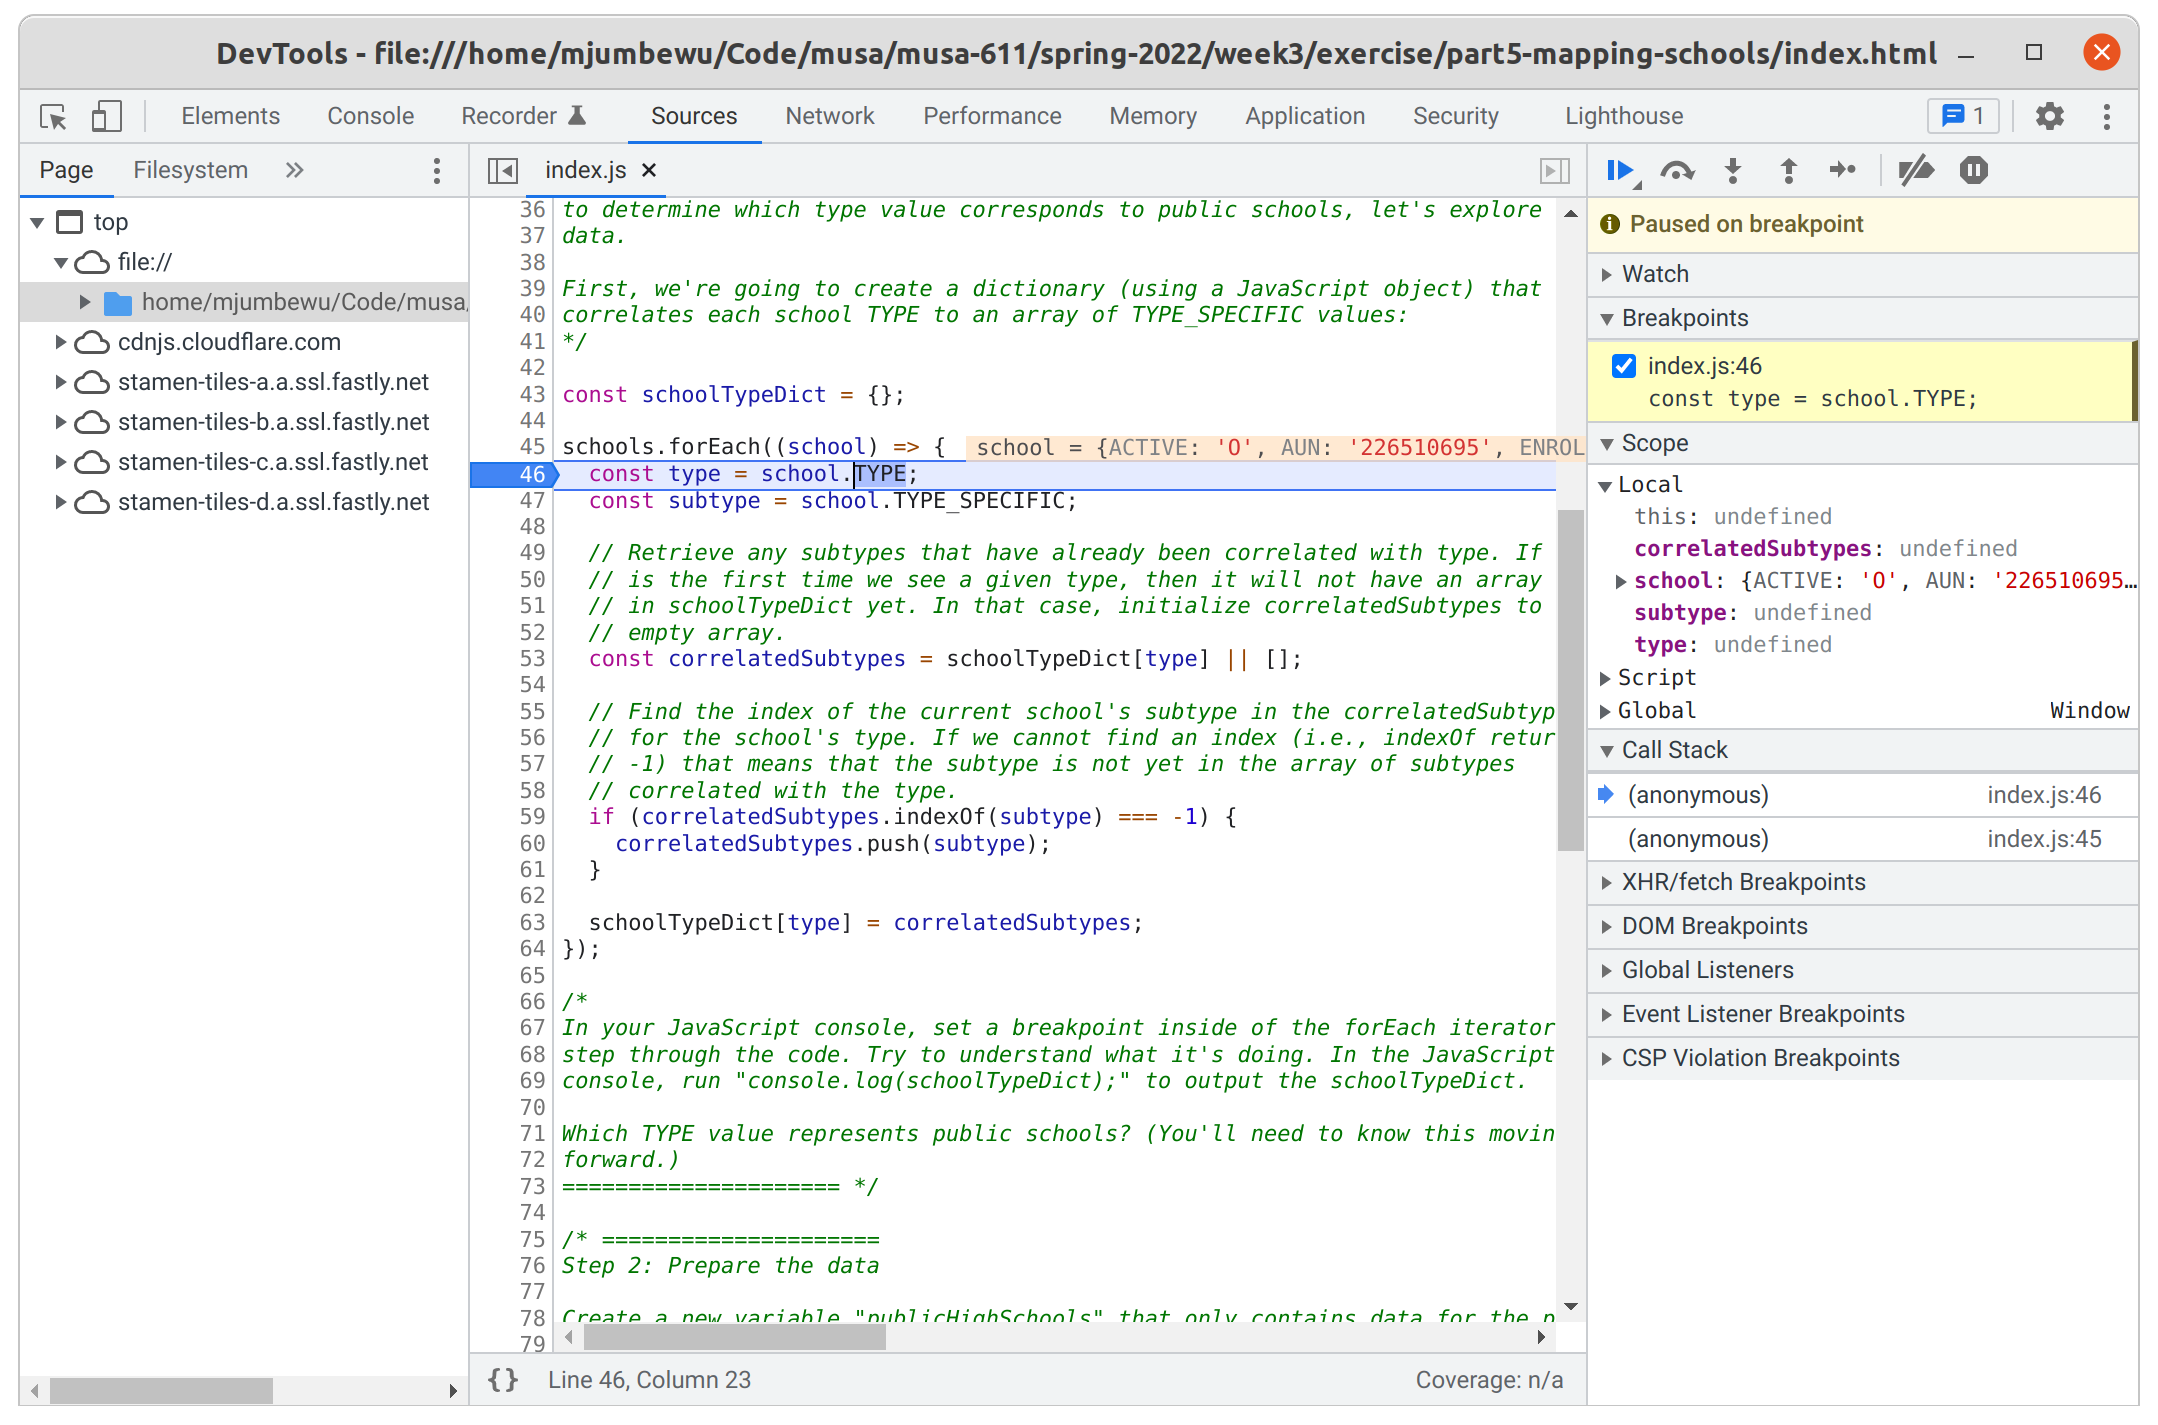 DevTools - file:///home/mjumbewu/Code/musa/musa-611/spring-2022/week3/exercise/part5-mapping-schools/index.html
Elements Console Recorder Sources Network Performance Memory Application Security Lighthouse 1
Page Filesystem
top
file://
home/mjumbewu/Code/musa,
cdnjs.cloudflare.com
stamen-tiles-a.a.ssl.fastly.net
stamen-tiles-b.a.ssl.fastly.net
stamen-tiles-c.a.ssl.fastly.net
stamen-tiles-d.a.ssl.fastly.net
index.js
36 to determine which type value corresponds to public schools, let's explore
37 data.
38
39 First, we're going to create a dictionary (using a JavaScript object) that
40 correlates each school TYPE to an array of TYPE_SPECIFIC values:
41 */
42
43 const schoolTypeDict = {};
44
45 schools.forEach((school) => { school = {ACTIVE: 'O', AUN: '226510695', ENROL
46 const type = school.TYPE;
47 const subtype = school.TYPE_SPECIFIC;
48
49 // Retrieve any subtypes that have already been correlated with type. If
50 // is the first time we see a given type, then it will not have an array
51 // in schoolTypeDict yet. In that case, initialize correlatedSubtypes to
52 // empty array.
53 const correlatedSubtypes = schoolTypeDict[type] || [];
54
55 // Find the index of the current school's subtype in the correlatedSubtyp
56 // for the school's type. If we cannot find an index (i.e., indexOf retur
57 // -1) that means that the subtype is not yet in the array of subtypes
58 // correlated with the type.
59 if (correlatedSubtypes.indexOf(subtype) === -1) {
60 correlatedSubtypes.push(subtype);
61 }
62
63 schoolTypeDict[type] = correlatedSubtypes;
64 });
65
66 /*
67 In your JavaScript console, set a breakpoint inside of the forEach iterator
68 step through the code. Try to understand what it's doing. In the JavaScript
69 console, run "console.log(schoolTypeDict);" to output the schoolTypeDict.
70
71 Which TYPE value represents public schools? (You'll need to know this movin
72 forward.)
73 ===================== */
74
75 /* =====================
76 Step 2: Prepare the data
77
78 Create a new variable "publicHighSchools" that only contains data for the p
79
{} Line 46, Column 23 Coverage: n/a
Paused on breakpoint
Watch
Breakpoints
index.js:46
const type = school.TYPE;
Scope
Local
this: undefined
correlatedSubtypes: undefined
school: {ACTIVE: 'O', AUN: '226510695…
subtype: undefined
type: undefined
Script
Global Window
Call Stack
(anonymous) index.js:46
(anonymous) index.js:45
XHR/fetch Breakpoints
DOM Breakpoints
Global Listeners
Event Listener Breakpoints
CSP Violation Breakpoints